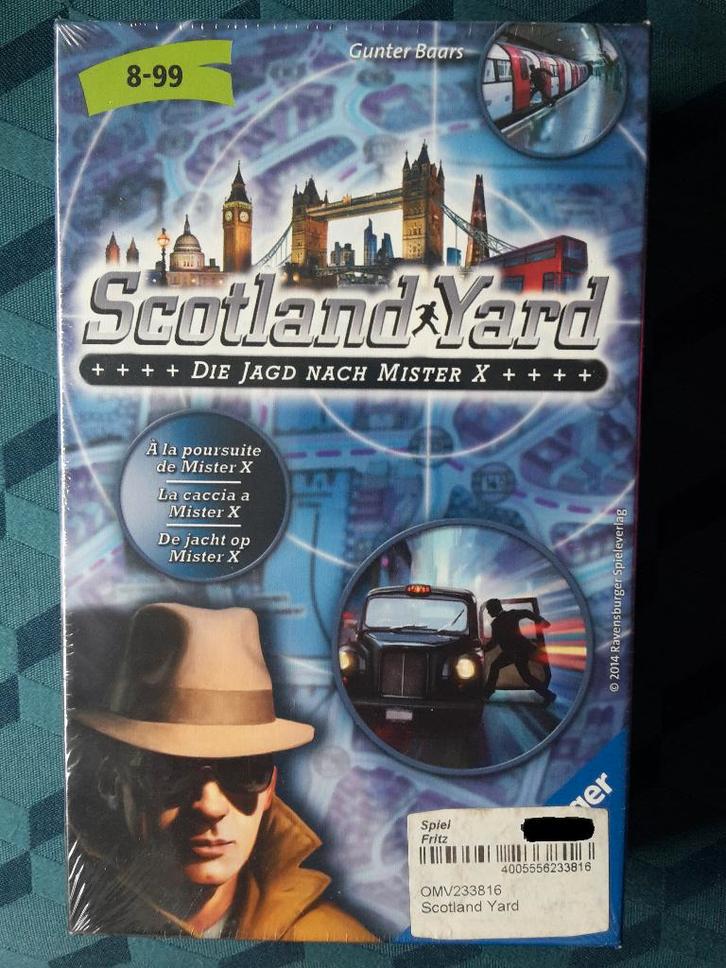 8-99
Gunter Baars
Scotland Yard
++++ DIE JAGD NACH MISTER X ++++
À la poursuite
de Mister X
La caccia a
Mister X
De jacht op
Mister X
© 2014 Ravensburger Spieleverlag
ger
Spiel
Fritz
4005556233816
OMV233816
Scotland Yard